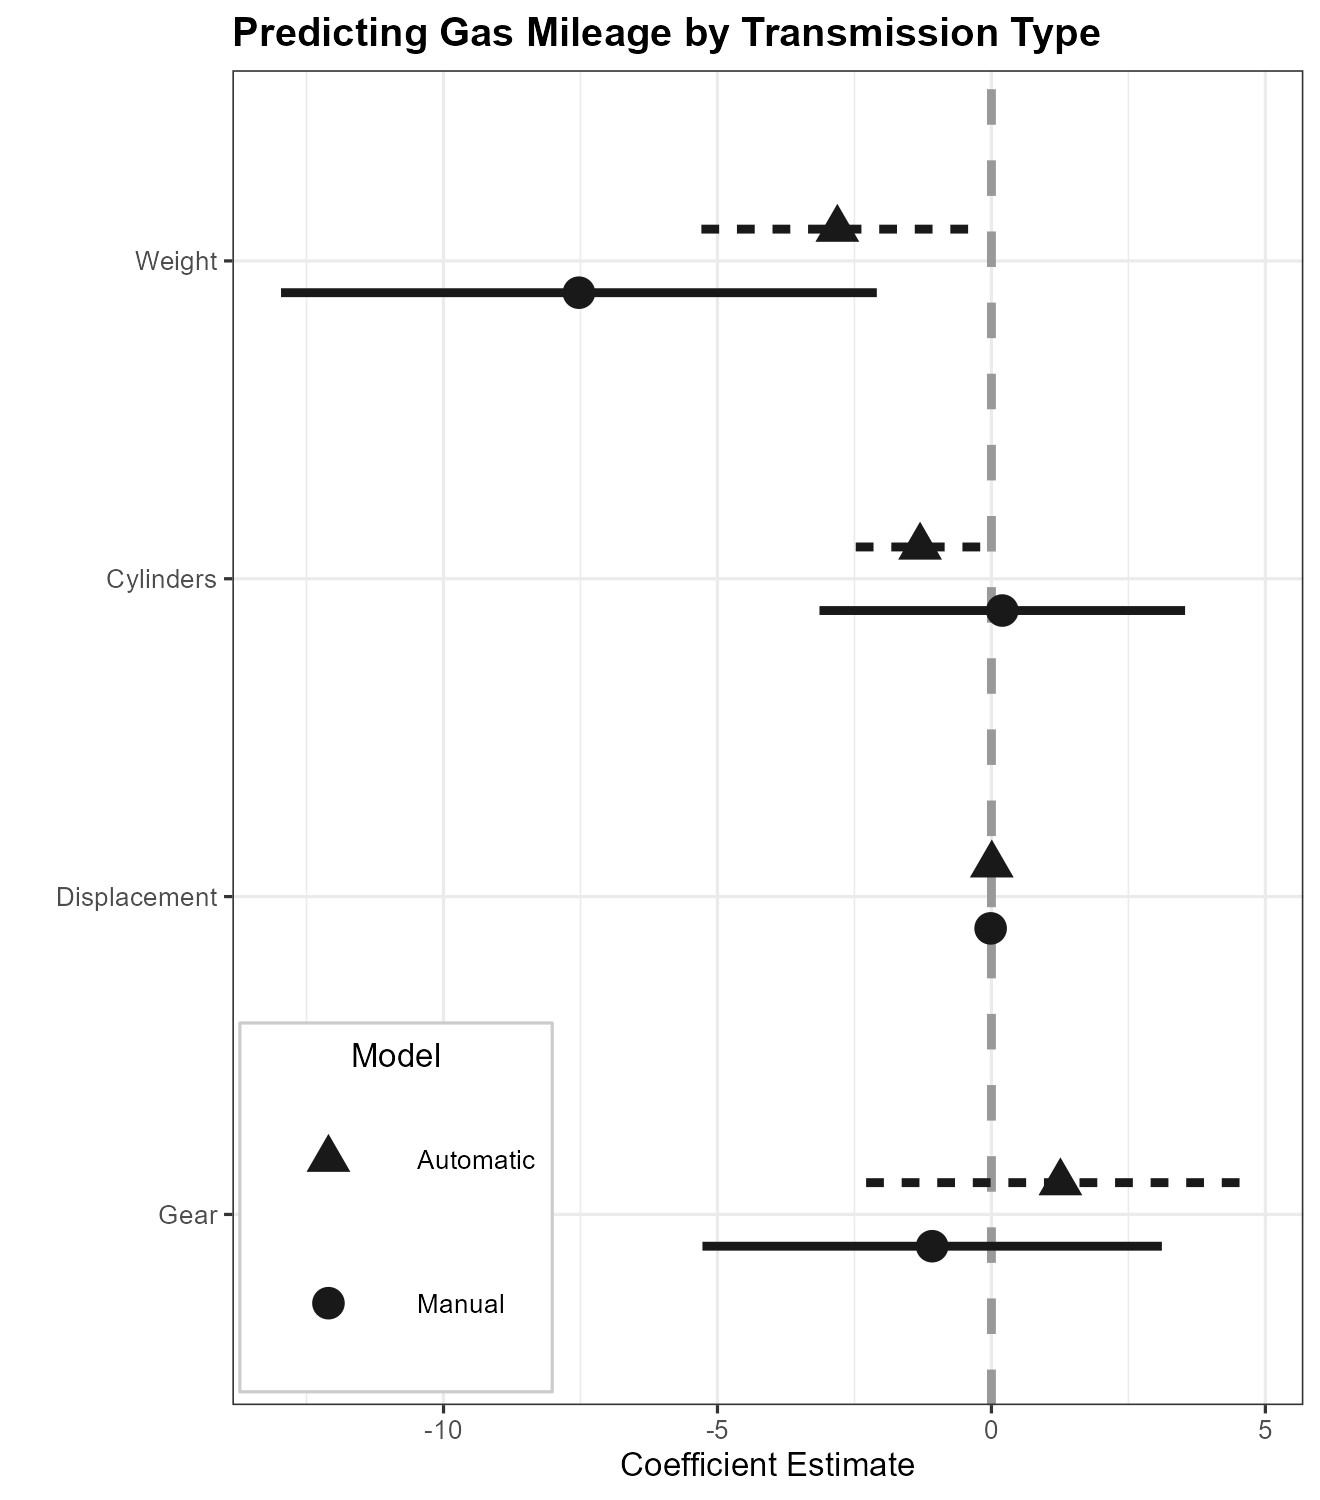 Predicting Gas Mileage by Transmission Type
Weight
Cylinders
Displacement
Gear
Model
Automatic
Manual
-10 -5 0 5
Coefficient Estimate